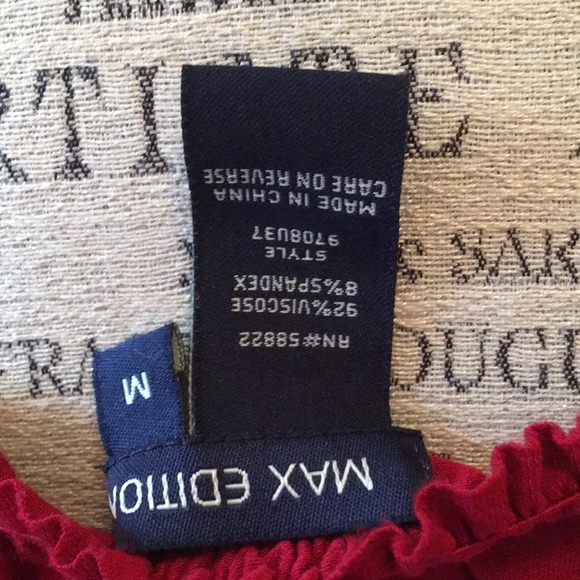 MAX EDITION
M
RN#58822
92%VISCOSE
8%SPANDEX
STYLE
9708U37
MADE IN CHINA
CARE ON REVERSE